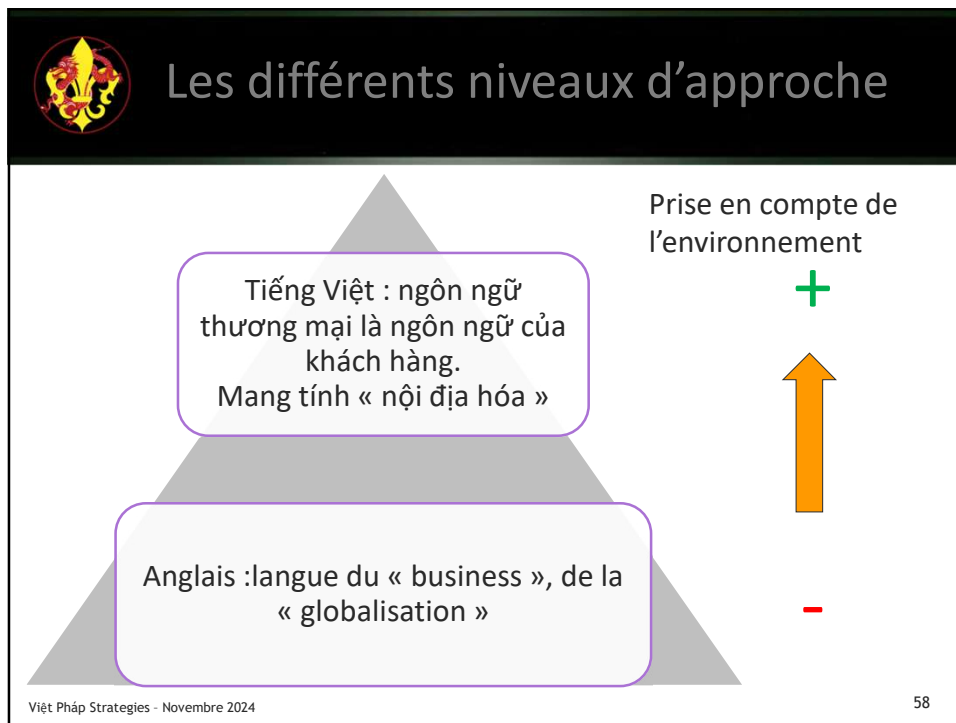 Les différents niveaux d’approche
Prise en compte de
l’environnement
+
Tiếng Việt : ngôn ngữ
thương mại là ngôn ngữ của
khách hàng.
Mang tính « nội địa hóa »
Anglais :langue du « business », de la
« globalisation »
-
Việt Pháp Strategies - Novembre 2024
58